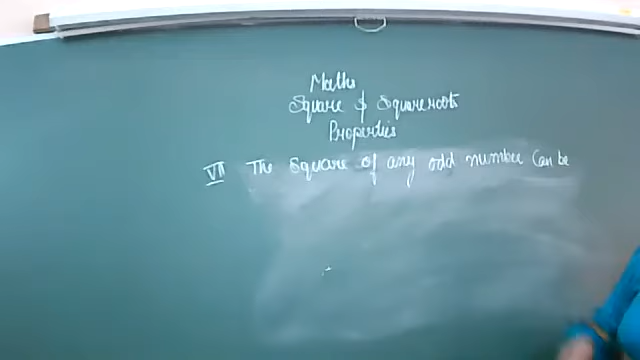 Maths
Square & Squareroots
Properties
VII The Square of any odd number can be